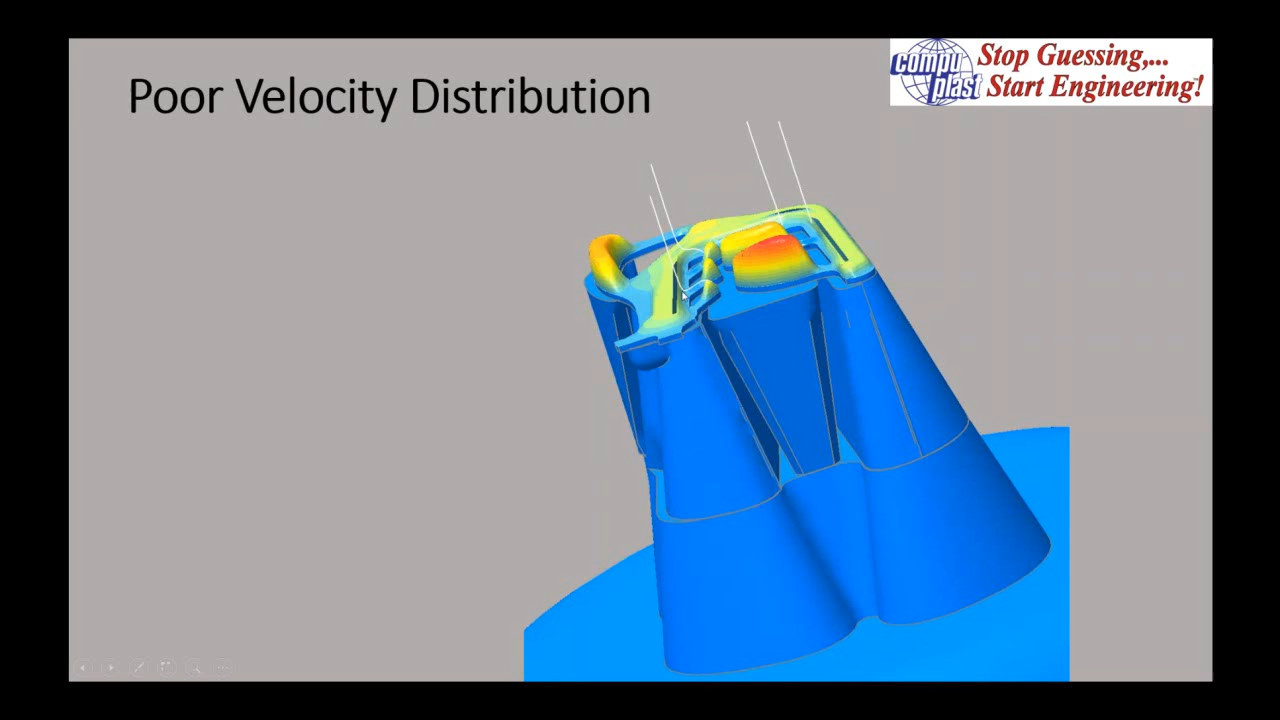 Poor Velocity Distribution
compu
plast
Stop Guessing,...
Start Engineering!